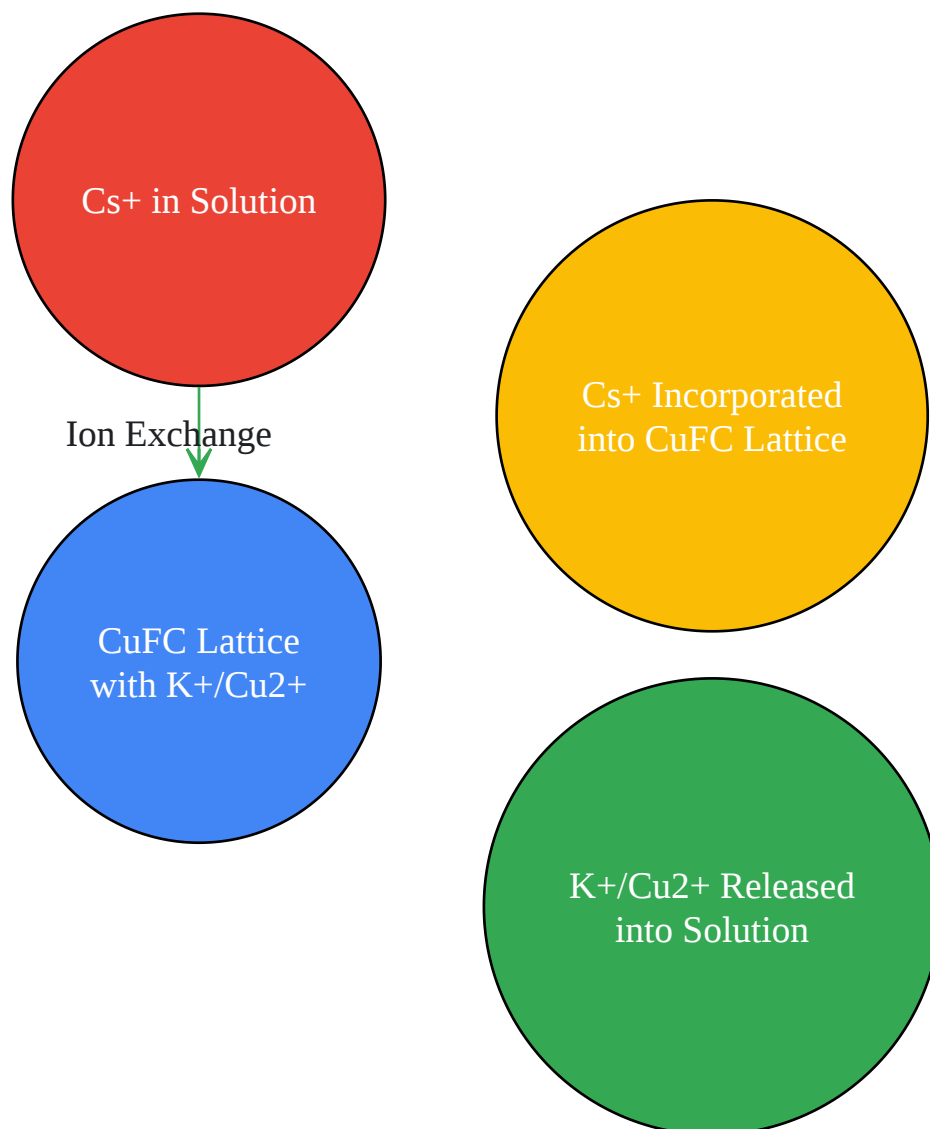 Cs+ in Solution
Ion Exchange
CuFC Lattice
with K+/Cu2+
Cs+ Incorporated
into CuFC Lattice
K+/Cu2+ Released
into Solution